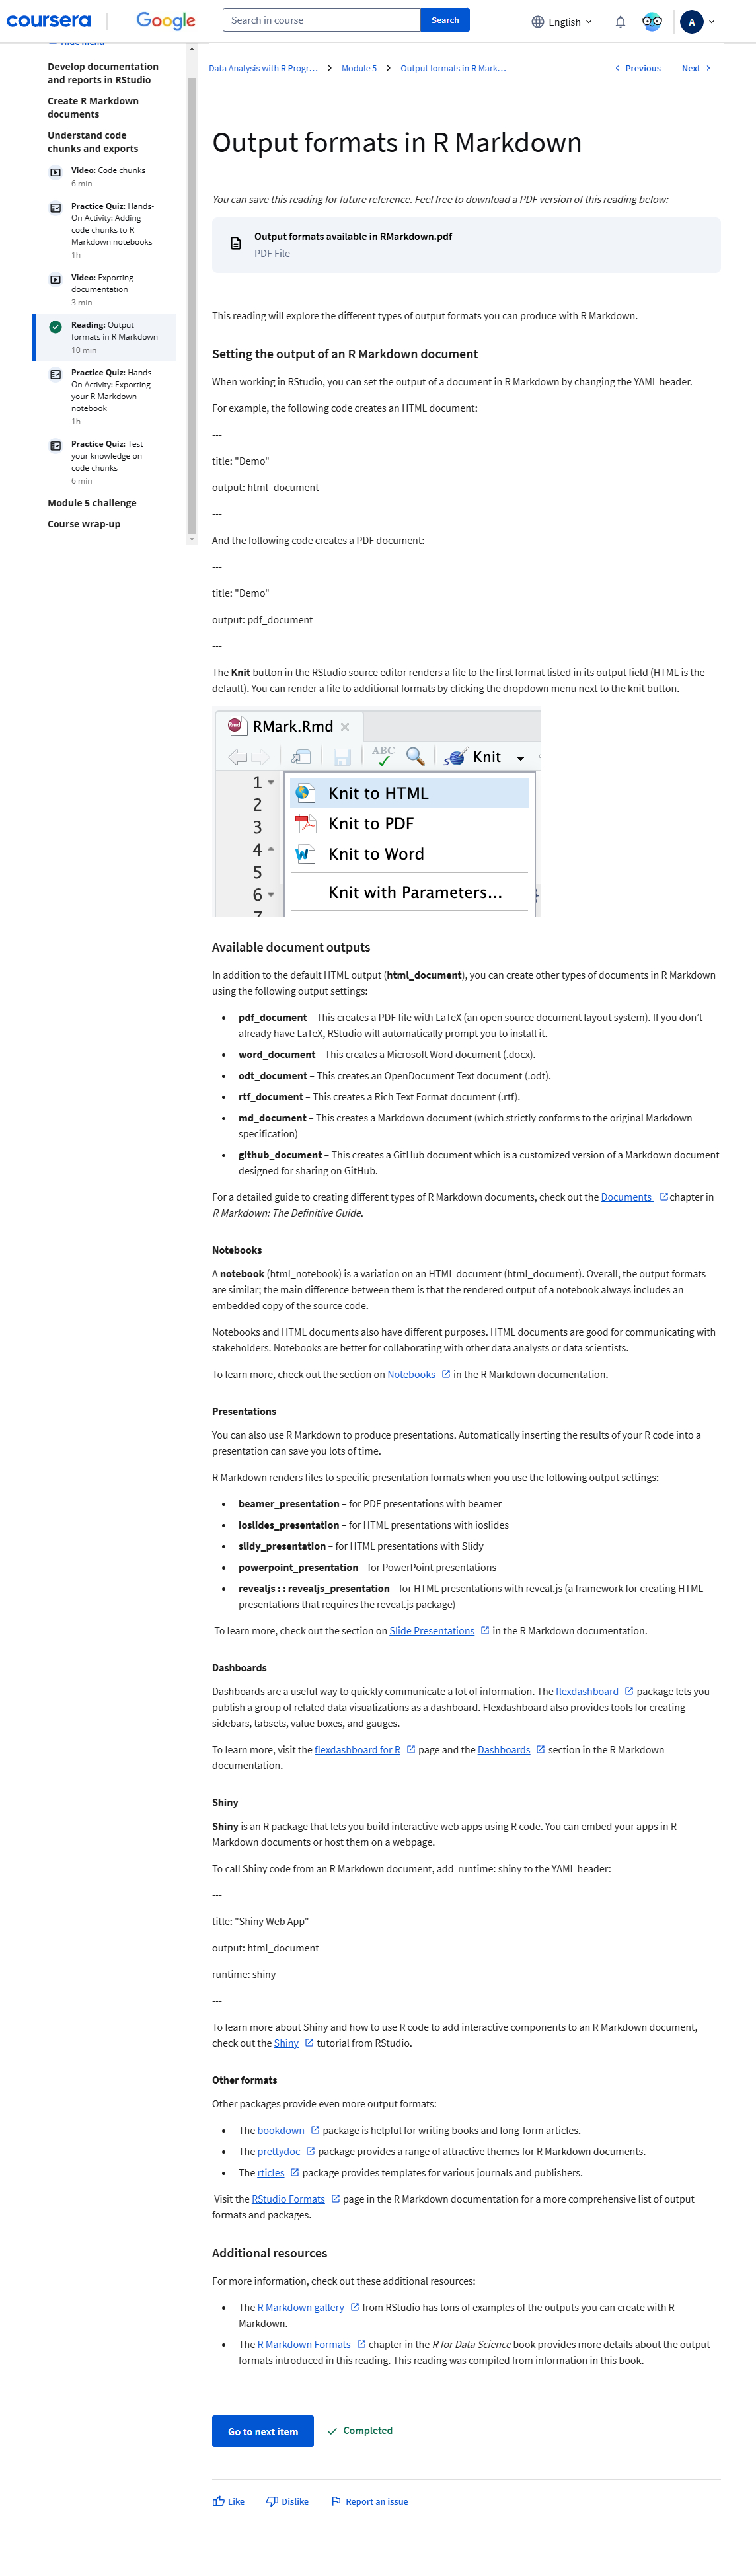 coursera
Google
Search in course
Search
English
A
Hide menu
Develop documentation
and reports in RStudio
Create R Markdown
documents
Understand code
chunks and exports
Video: Code chunks
6 min
Practice Quiz: Hands-
On Activity: Adding
code chunks to R
Markdown notebooks
1h
Video: Exporting
documentation
3 min
Reading: Output
formats in R Markdown
10 min
Practice Quiz: Hands-
On Activity: Exporting
your R Markdown
notebook
1h
Practice Quiz: Test
your knowledge on
code chunks
6 min
Module 5 challenge
Course wrap-up
Data Analysis with R Progr…
Module 5
Output formats in R Mark…
Previous
Next
Output formats in R Markdown
You can save this reading for future reference. Feel free to download a PDF version of this reading below:
Output formats available in RMarkdown.pdf
PDF File
This reading will explore the different types of output formats you can produce with R Markdown.
Setting the output of an R Markdown document
When working in RStudio, you can set the output of a document in R Markdown by changing the YAML header.
For example, the following code creates an HTML document:
---
title: "Demo"
output: html_document
---
And the following code creates a PDF document:
---
title: "Demo"
output: pdf_document
---
The Knit button in the RStudio source editor renders a file to the first format listed in its output field (HTML is the
default). You can render a file to additional formats by clicking the dropdown menu next to the knit button.
RMark.Rmd
ABC
Knit
1
2
3
4
5
6
7
Knit to HTML
Knit to PDF
Knit to Word
Knit with Parameters...
Available document outputs
In addition to the default HTML output (html_document), you can create other types of documents in R Markdown
using the following output settings:
• pdf_document – This creates a PDF file with LaTeX (an open source document layout system). If you don't
already have LaTeX, RStudio will automatically prompt you to install it.
• word_document – This creates a Microsoft Word document (.docx).
• odt_document – This creates an OpenDocument Text document (.odt).
• rtf_document – This creates a Rich Text Format document (.rtf).
• md_document – This creates a Markdown document (which strictly conforms to the original Markdown
specification)
• github_document – This creates a GitHub document which is a customized version of a Markdown document
designed for sharing on GitHub.
For a detailed guide to creating different types of R Markdown documents, check out the Documents chapter in
R Markdown: The Definitive Guide.
Notebooks
A notebook (html_notebook) is a variation on an HTML document (html_document). Overall, the output formats
are similar; the main difference between them is that the rendered output of a notebook always includes an
embedded copy of the source code.
Notebooks and HTML documents also have different purposes. HTML documents are good for communicating with
stakeholders. Notebooks are better for collaborating with other data analysts or data scientists.
To learn more, check out the section on Notebooks in the R Markdown documentation.
Presentations
You can also use R Markdown to produce presentations. Automatically inserting the results of your R code into a
presentation can save you lots of time.
R Markdown renders files to specific presentation formats when you use the following output settings:
• beamer_presentation – for PDF presentations with beamer
• ioslides_presentation – for HTML presentations with ioslides
• slidy_presentation – for HTML presentations with Slidy
• powerpoint_presentation – for PowerPoint presentations
• revealjs : : revealjs_presentation – for HTML presentations with reveal.js (a framework for creating HTML
presentations that requires the reveal.js package)
To learn more, check out the section on Slide Presentations in the R Markdown documentation.
Dashboards
Dashboards are a useful way to quickly communicate a lot of information. The flexdashboard package lets you
publish a group of related data visualizations as a dashboard. Flexdashboard also provides tools for creating
sidebars, tabsets, value boxes, and gauges.
To learn more, visit the flexdashboard for R page and the Dashboards section in the R Markdown
documentation.
Shiny
Shiny is an R package that lets you build interactive web apps using R code. You can embed your apps in R
Markdown documents or host them on a webpage.
To call Shiny code from an R Markdown document, add runtime: shiny to the YAML header:
---
title: "Shiny Web App"
output: html_document
runtime: shiny
---
To learn more about Shiny and how to use R code to add interactive components to an R Markdown document,
check out the Shiny tutorial from RStudio.
Other formats
Other packages provide even more output formats:
• The bookdown package is helpful for writing books and long-form articles.
• The prettydoc package provides a range of attractive themes for R Markdown documents.
• The rticles package provides templates for various journals and publishers.
Visit the RStudio Formats page in the R Markdown documentation for a more comprehensive list of output
formats and packages.
Additional resources
For more information, check out these additional resources:
• The R Markdown gallery from RStudio has tons of examples of the outputs you can create with R
Markdown.
• The R Markdown Formats chapter in the R for Data Science book provides more details about the output
formats introduced in this reading. This reading was compiled from information in this book.
Go to next item
Completed
Like
Dislike
Report an issue